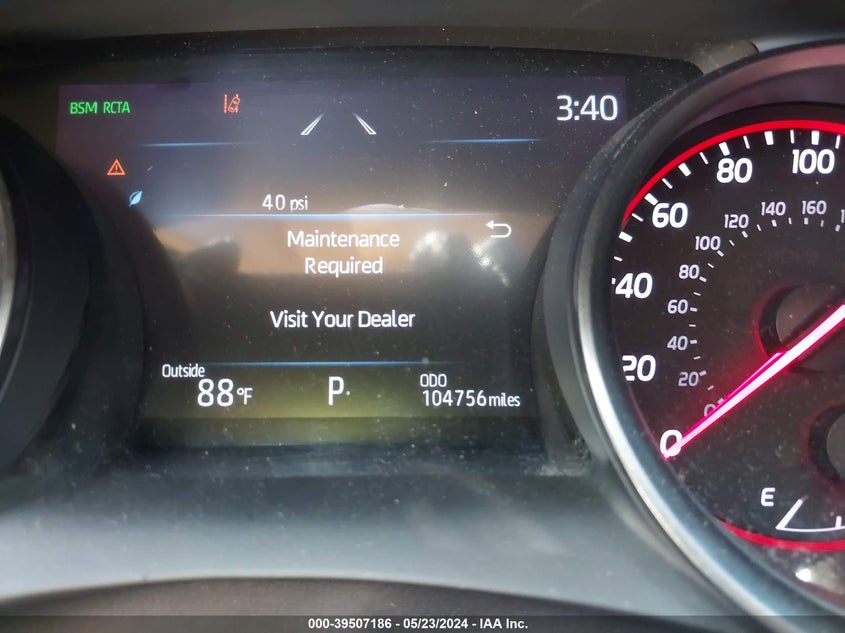 BSM RCTA
3:40
40 psi
Maintenance
Required
Visit Your Dealer
Outside
88°F
P
ODO
104756 miles
0
20
40
60
80
100
0
20
40
60
80
100
120
140
160
E
000-39507186 - 05/23/2024 - IAA Inc.